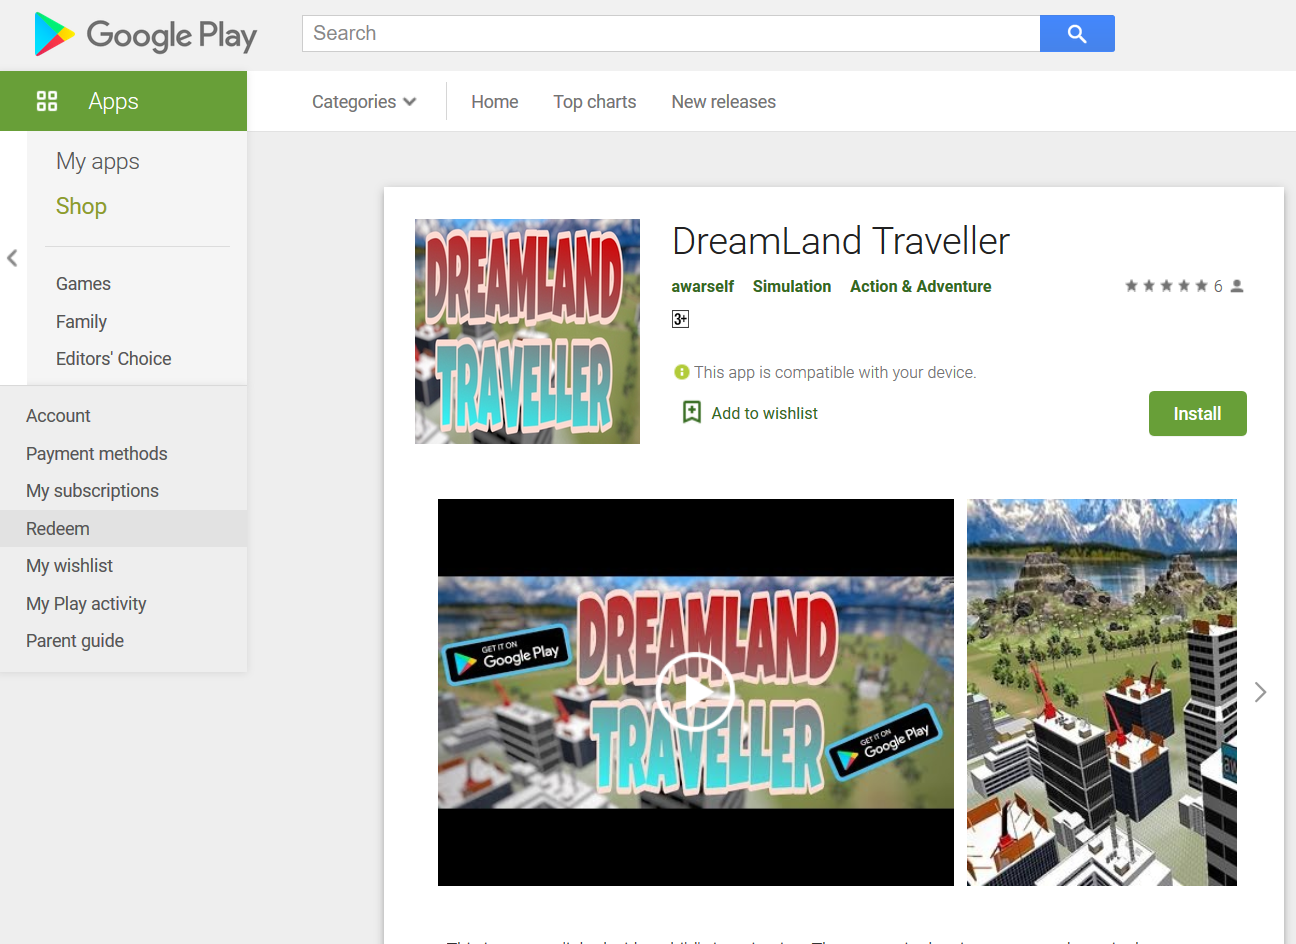 Google Play
Search
Apps
Categories
Home
Top charts
New releases
My apps
Shop
Games
Family
Editors' Choice
Account
Payment methods
My subscriptions
Redeem
My wishlist
My Play activity
Parent guide
DREAMLAND
TRAVELLER
DreamLand Traveller
awarself Simulation Action & Adventure
6
3+
This app is compatible with your device.
Add to wishlist
Install
GET IT ON
Google Play
DREAMLAND
TRAVELLER
GET IT ON
Google Play